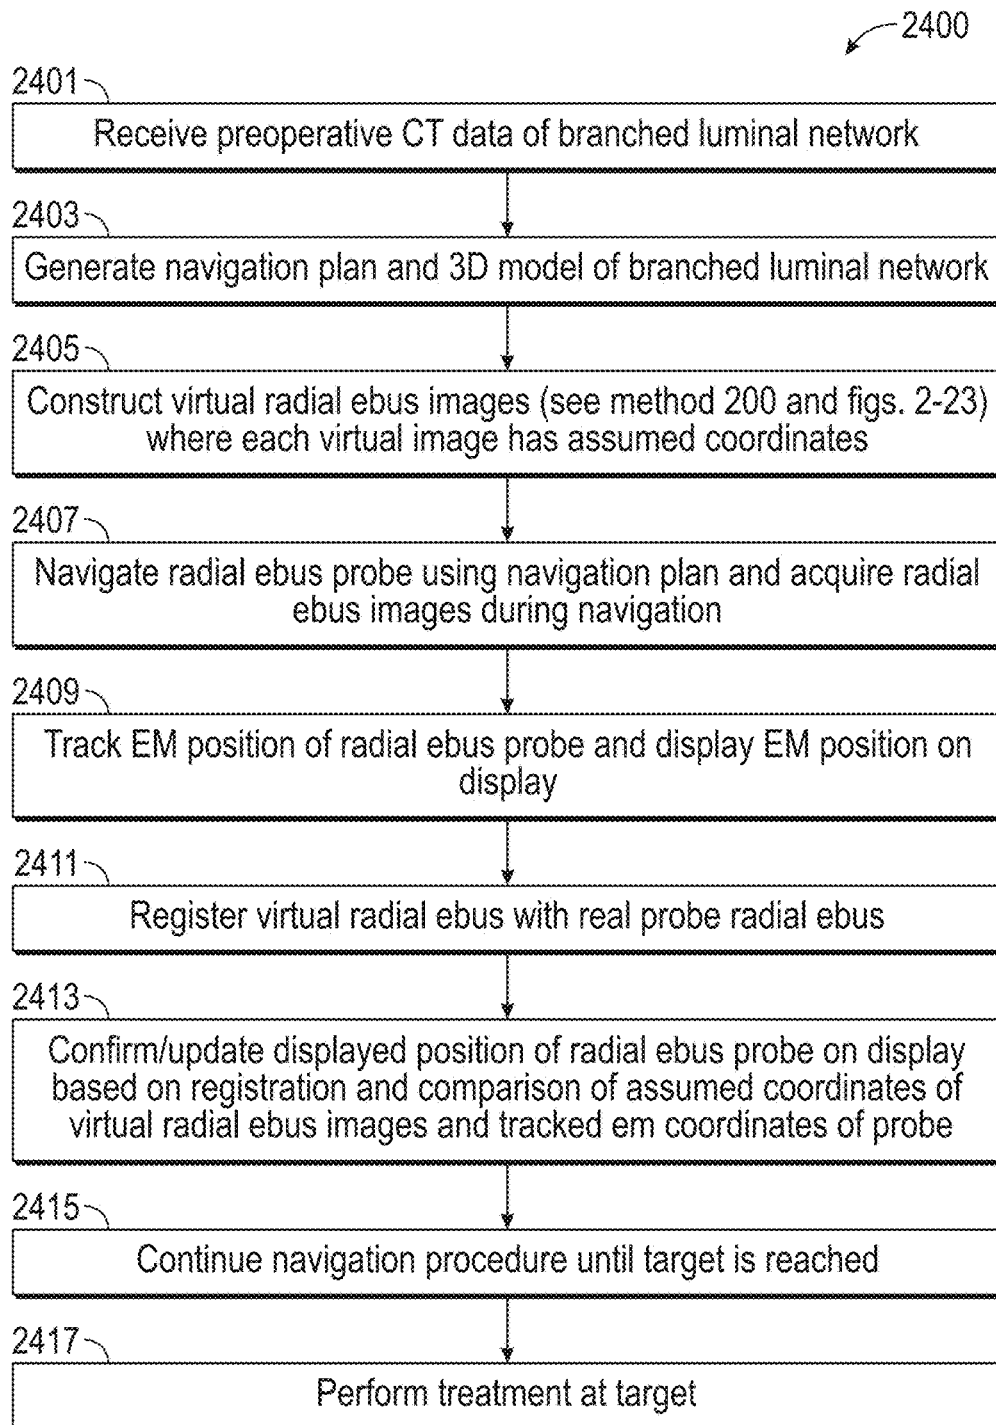 2400
2401
Receive preoperative CT data of branched luminal network
2403
Generate navigation plan and 3D model of branched luminal network
2405
Construct virtual radial ebus images (see method 200 and figs. 2-23)
where each virtual image has assumed coordinates
2407
Navigate radial ebus probe using navigation plan and acquire radial
ebus images during navigation
2409
Track EM position of radial ebus probe and display EM position on
display
2411
Register virtual radial ebus with real probe radial ebus
2413
Confirm/update displayed position of radial ebus probe on display
based on registration and comparison of assumed coordinates of
virtual radial ebus images and tracked em coordinates of probe
2415
Continue navigation procedure until target is reached
2417
Perform treatment at target